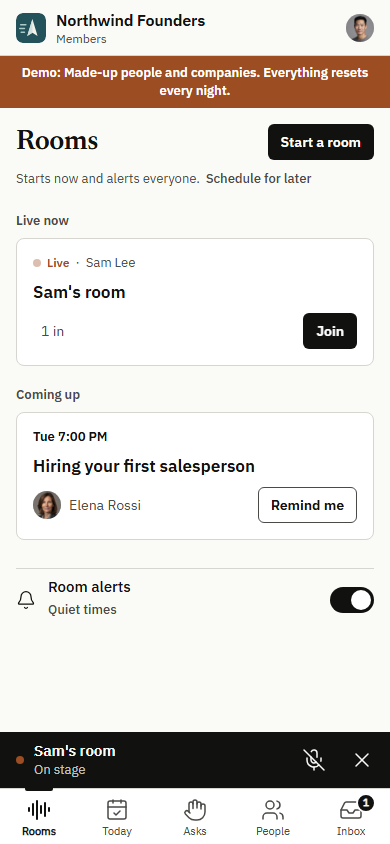 Northwind Founders
Members
Demo: Made-up people and companies. Everything resets
every night.
Rooms
Start a room
Starts now and alerts everyone. Schedule for later
Live now
Live · Sam Lee
Sam's room
1 in
Join
Coming up
Tue 7:00 PM
Hiring your first salesperson
Elena Rossi
Remind me
Room alerts
Quiet times
Sam's room
On stage
1
Rooms
Today
Asks
People
Inbox